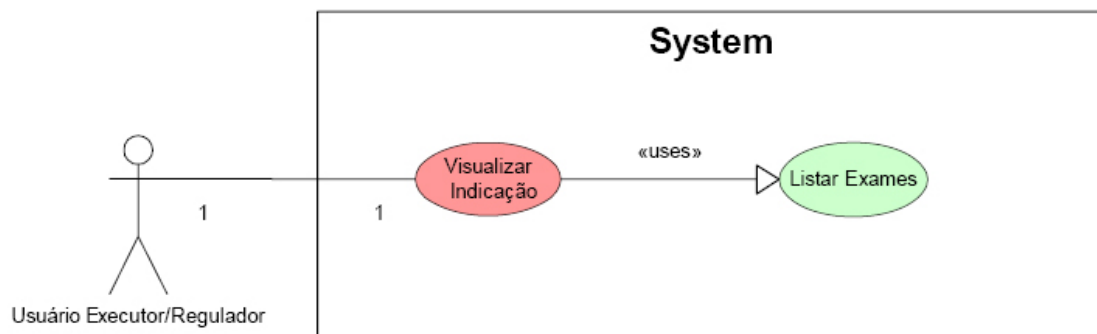 System
Visualizar
Indicação
«uses»
Listar Exames
1
1
Usuário Executor/Regulador